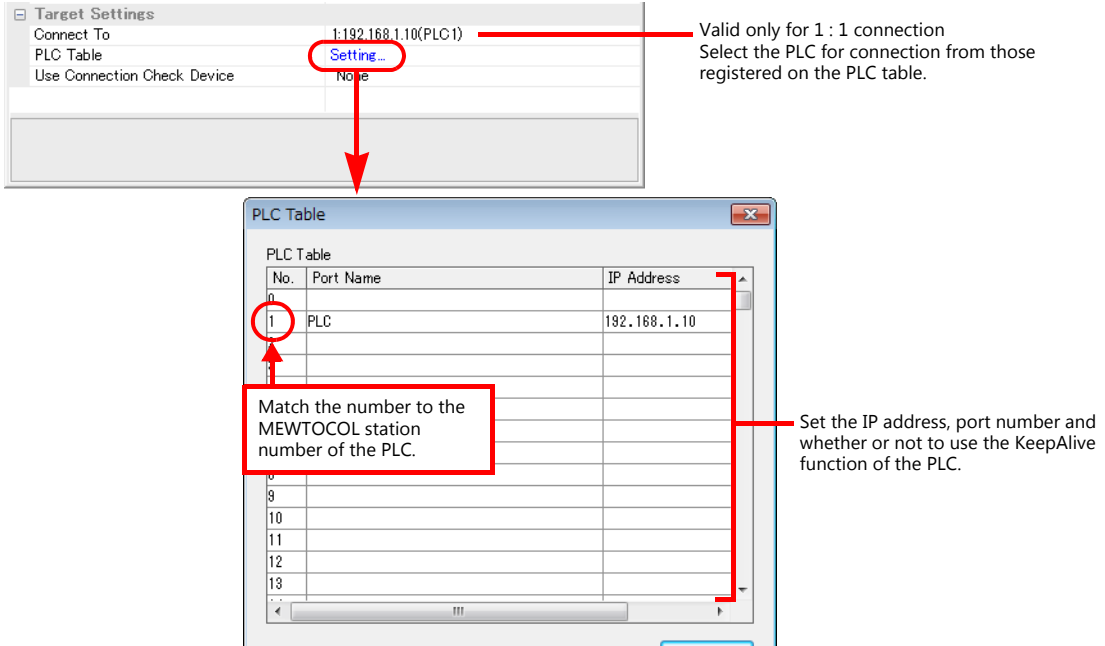 Target Settings
Connect To 1:192.168.1.10(PLC1)
PLC Table Setting...
Use Connection Check Device None
Valid only for 1 : 1 connection
Select the PLC for connection from those
registered on the PLC table.
PLC Table
PLC Table
No. Port Name IP Address
0
1 PLC 192.168.1.10
Match the number to the
MEWTOCOL station
number of the PLC.
Set the IP address, port number and
whether or not to use the KeepAlive
function of the PLC.
8
9
10
11
12
13